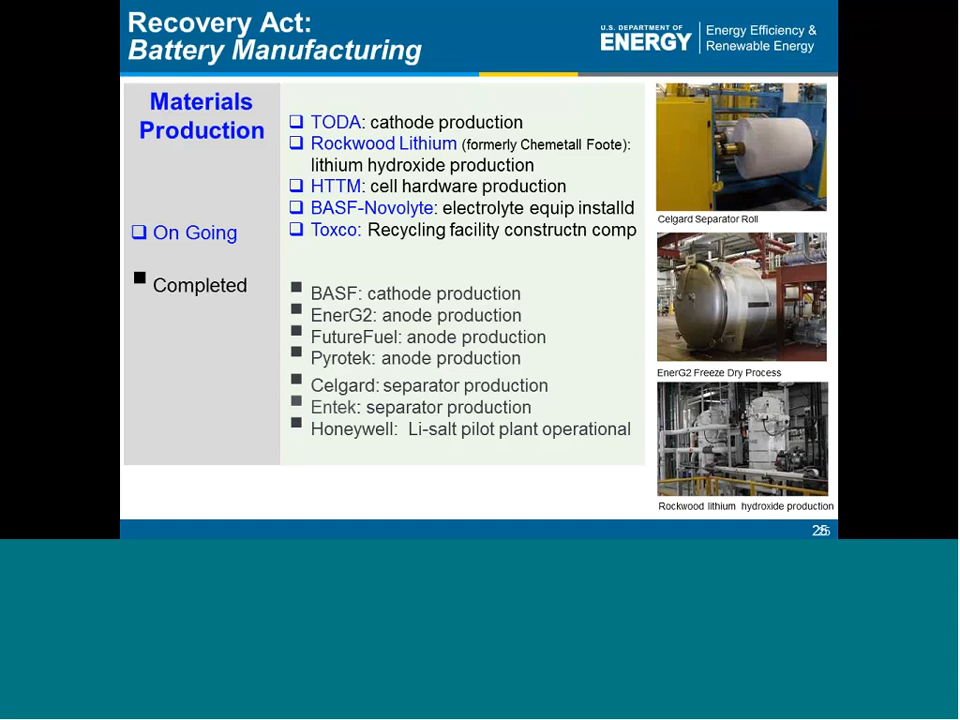 Recovery Act:
Battery Manufacturing
U.S. DEPARTMENT OF
ENERGY
Energy Efficiency &
Renewable Energy
Materials
Production
On Going
Completed
TODA: cathode production
Rockwood Lithium (formerly Chemetall Foote):
lithium hydroxide production
HTTM: cell hardware production
BASF-Novolyte: electrolyte equip installd
Toxco: Recycling facility constructn comp
BASF: cathode production
EnerG2: anode production
FutureFuel: anode production
Pyrotek: anode production
Celgard: separator production
Entek: separator production
Honeywell: Li-salt pilot plant operational
Celgard Separator Roll
EnerG2 Freeze Dry Process
Rockwood lithium hydroxide production